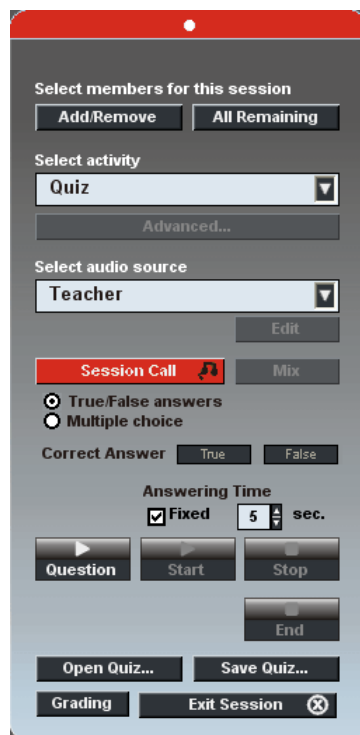 Select members for this session
Add/Remove All Remaining
Select activity
Quiz
Advanced...
Select audio source
Teacher
Edit
Session Call Mix
True/False answers
Multiple choice
Correct Answer True False
Answering Time
Fixed 5 sec.
Question Start Stop
End
Open Quiz... Save Quiz...
Grading Exit Session